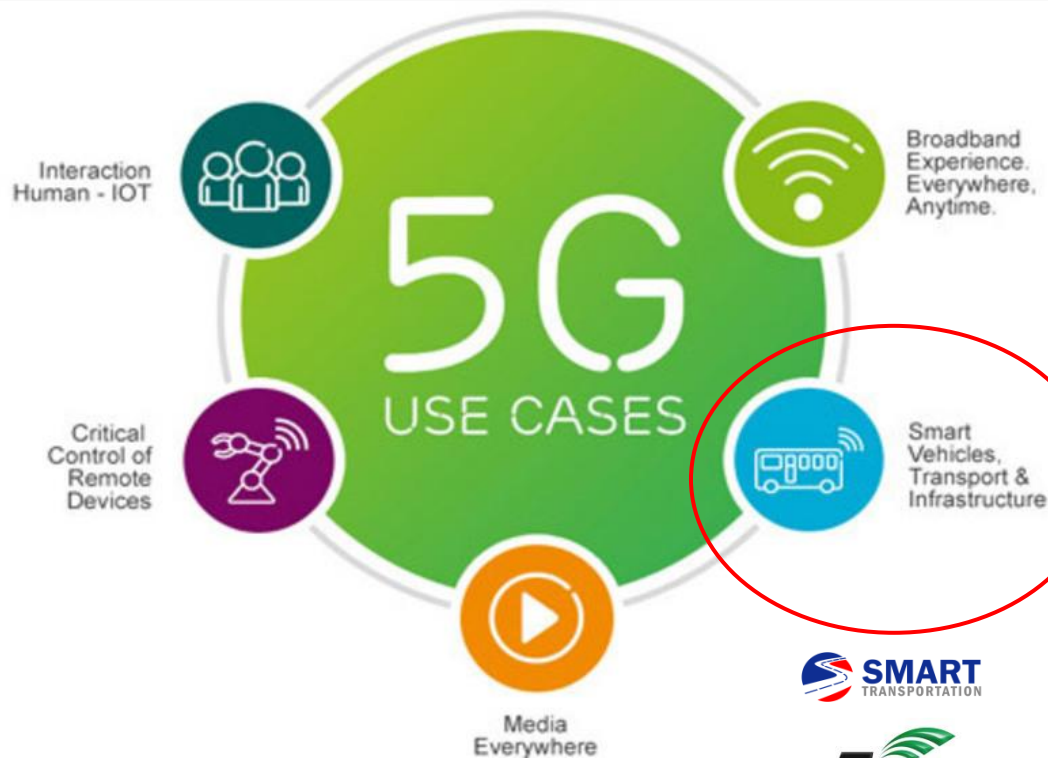 Interaction
Human - IOT
Broadband
Experience.
Everywhere,
Anytime.
5G
USE CASES
Critical
Control of
Remote
Devices
Smart
Vehicles,
Transport &
Infrastructure
Media
Everywhere
SMART
TRANSPORTATION